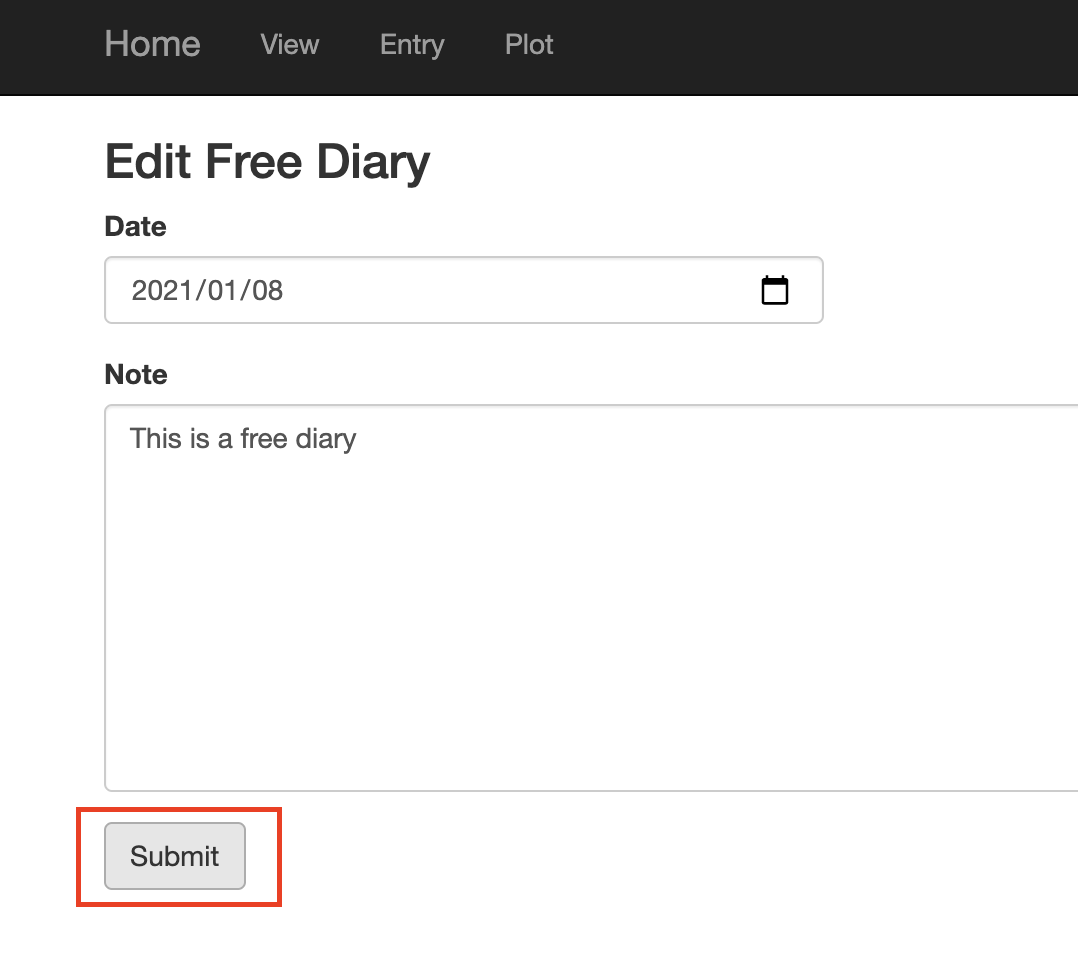 Home View Entry Plot
Edit Free Diary
Date
2021/01/08
Note
This is a free diary
Submit